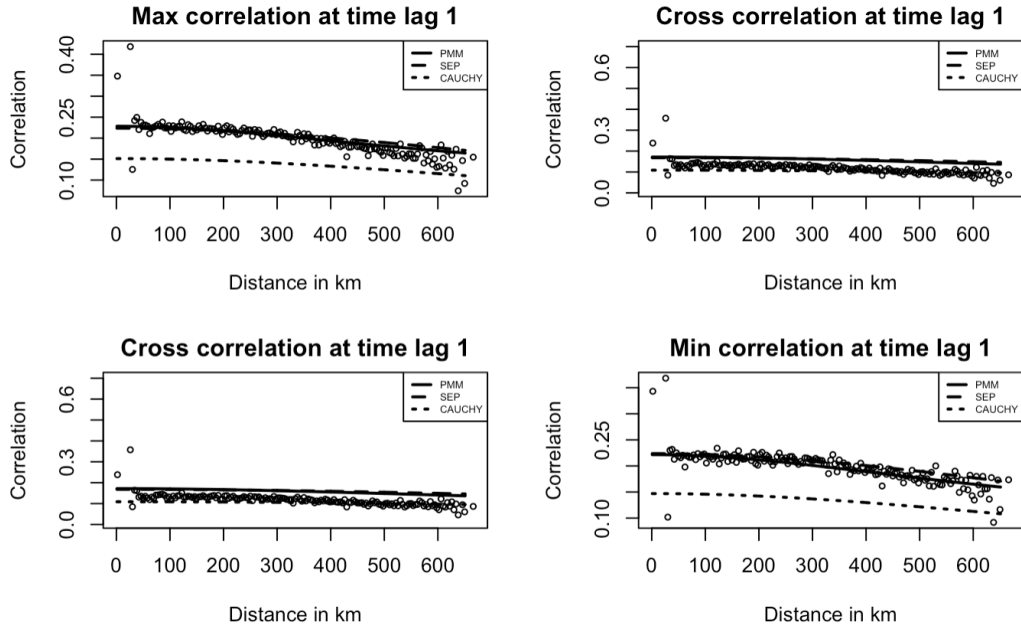 Max correlation at time lag 1
Correlation
0.10 0.25 0.40
PMM
SEP
CAUCHY
0 100 200 300 400 500 600
Distance in km
Cross correlation at time lag 1
Correlation
0.0 0.3 0.6
PMM
SEP
CAUCHY
0 100 200 300 400 500 600
Distance in km
Cross correlation at time lag 1
Correlation
0.0 0.3 0.6
PMM
SEP
CAUCHY
0 100 200 300 400 500 600
Distance in km
Min correlation at time lag 1
Correlation
0.10 0.25
PMM
SEP
CAUCHY
0 100 200 300 400 500 600
Distance in km